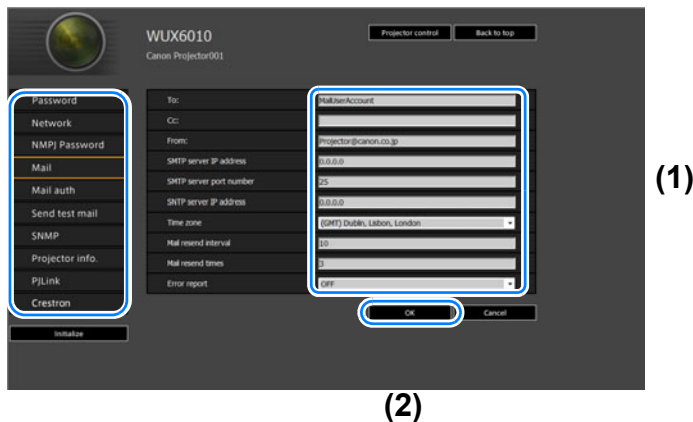 WUX6010
Canon Projector001
Projector control
Back to top
Password
Network
NMPJ Password
Mail
Mail auth
Send test mail
SNMP
Projector info.
PJLink
Crestron
Initialize
To: MailUserAccount
Cc:
From: Projector@canon.co.jp
SMTP server IP address 0.0.0.0
SMTP server port number 25
SNTP server IP address 0.0.0.0
Time zone (GMT) Dublin, Lisbon, London
Mail resend interval 10
Mail resend times 3
Error report OFF
OK
Cancel
(1)
(2)